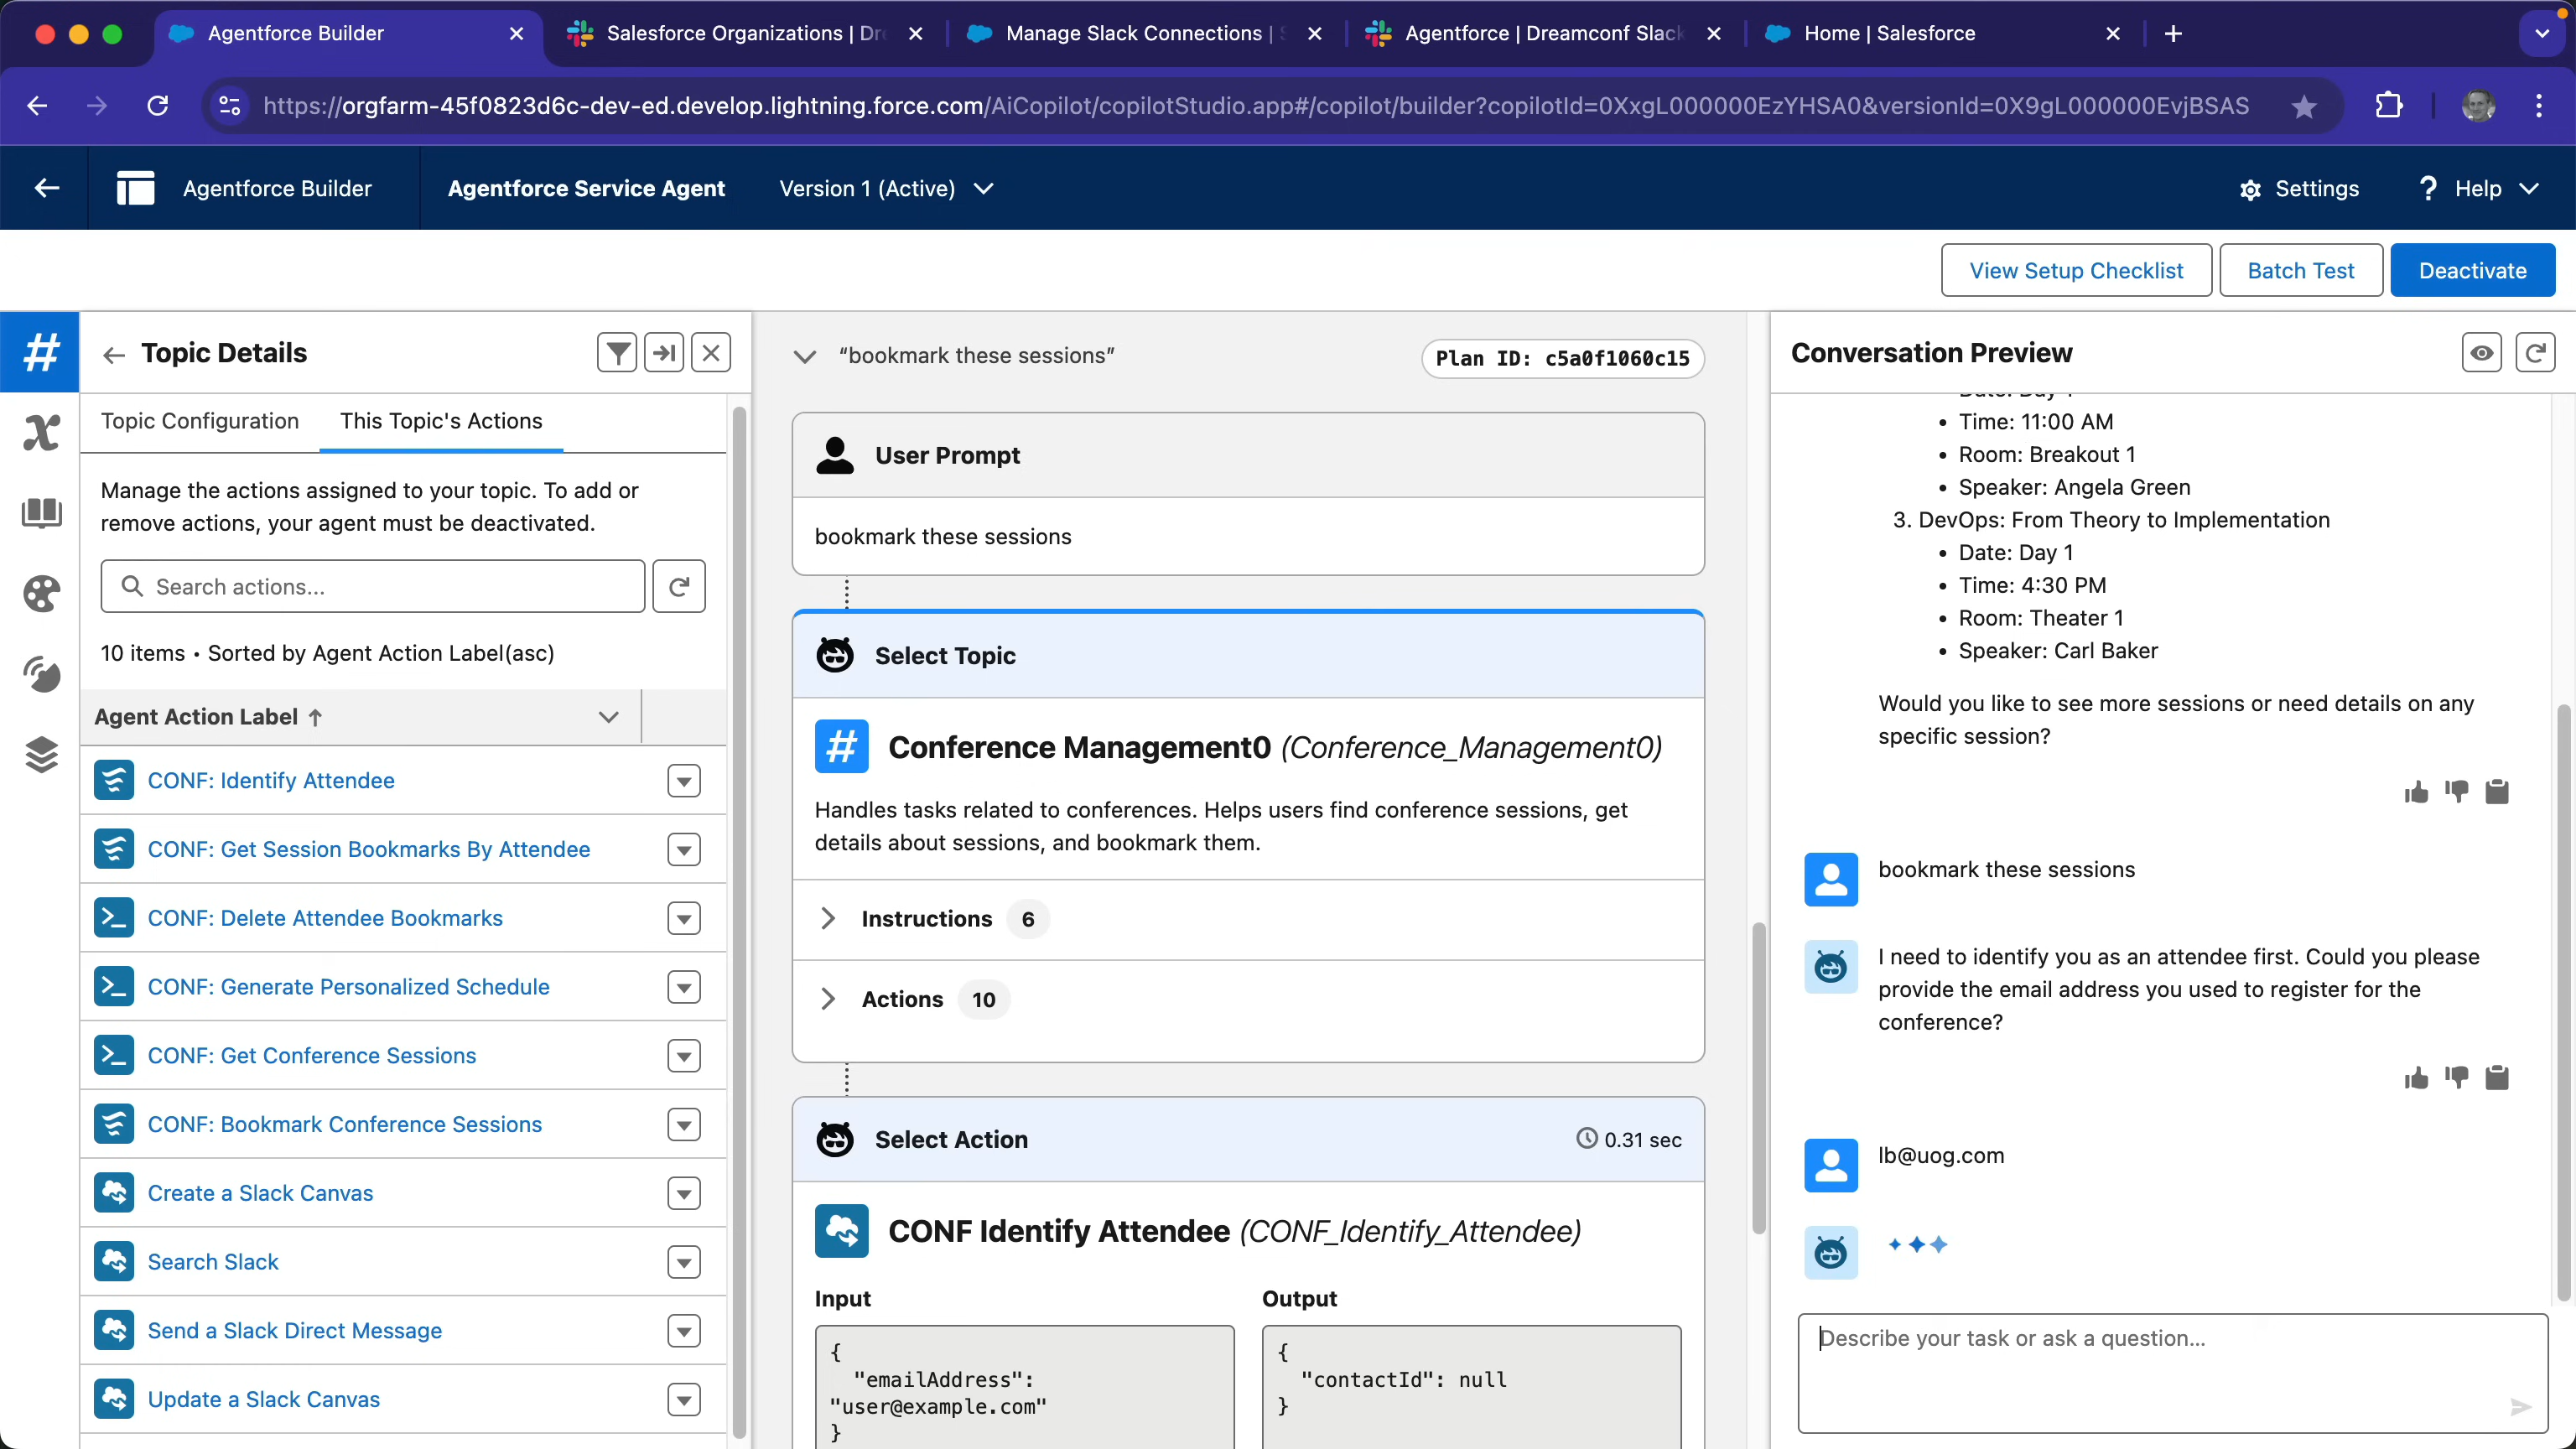 Agentforce Builder
Salesforce Organizations | Dr
Manage Slack Connections |
Agentforce | Dreamconf Slack
Home | Salesforce
https://orgfarm-45f0823d6c-dev-ed.develop.lightning.force.com/AiCopilot/copilotStudio.app#/copilot/builder?copilotId=0XxgL000000EzYHSA0&versionId=0X9gL000000EvjBSAS
Agentforce Builder
Agentforce Service Agent
Version 1 (Active)
Settings
? Help
View Setup Checklist
Batch Test
Deactivate
# Topic Details
Topic Configuration
This Topic's Actions
Manage the actions assigned to your topic. To add or
remove actions, your agent must be deactivated.
Search actions...
10 items • Sorted by Agent Action Label(asc)
Agent Action Label ↑
CONF: Identify Attendee
CONF: Get Session Bookmarks By Attendee
CONF: Delete Attendee Bookmarks
CONF: Generate Personalized Schedule
CONF: Get Conference Sessions
CONF: Bookmark Conference Sessions
Create a Slack Canvas
Search Slack
Send a Slack Direct Message
Update a Slack Canvas
“bookmark these sessions”
Plan ID: c5a0f1060c15
User Prompt
bookmark these sessions
Select Topic
# Conference Management0 (Conference_Management0)
Handles tasks related to conferences. Helps users find conference sessions, get
details about sessions, and bookmark them.
Instructions 6
Actions 10
Select Action
0.31 sec
CONF Identify Attendee (CONF_Identify_Attendee)
Input
{
"emailAddress":
"user@example.com"
}
Output
{
"contactId": null
}
Conversation Preview
Date: Day 1
• Time: 11:00 AM
• Room: Breakout 1
• Speaker: Angela Green
3. DevOps: From Theory to Implementation
• Date: Day 1
• Time: 4:30 PM
• Room: Theater 1
• Speaker: Carl Baker
Would you like to see more sessions or need details on any
specific session?
bookmark these sessions
I need to identify you as an attendee first. Could you please
provide the email address you used to register for the
conference?
lb@uog.com
Describe your task or ask a question...